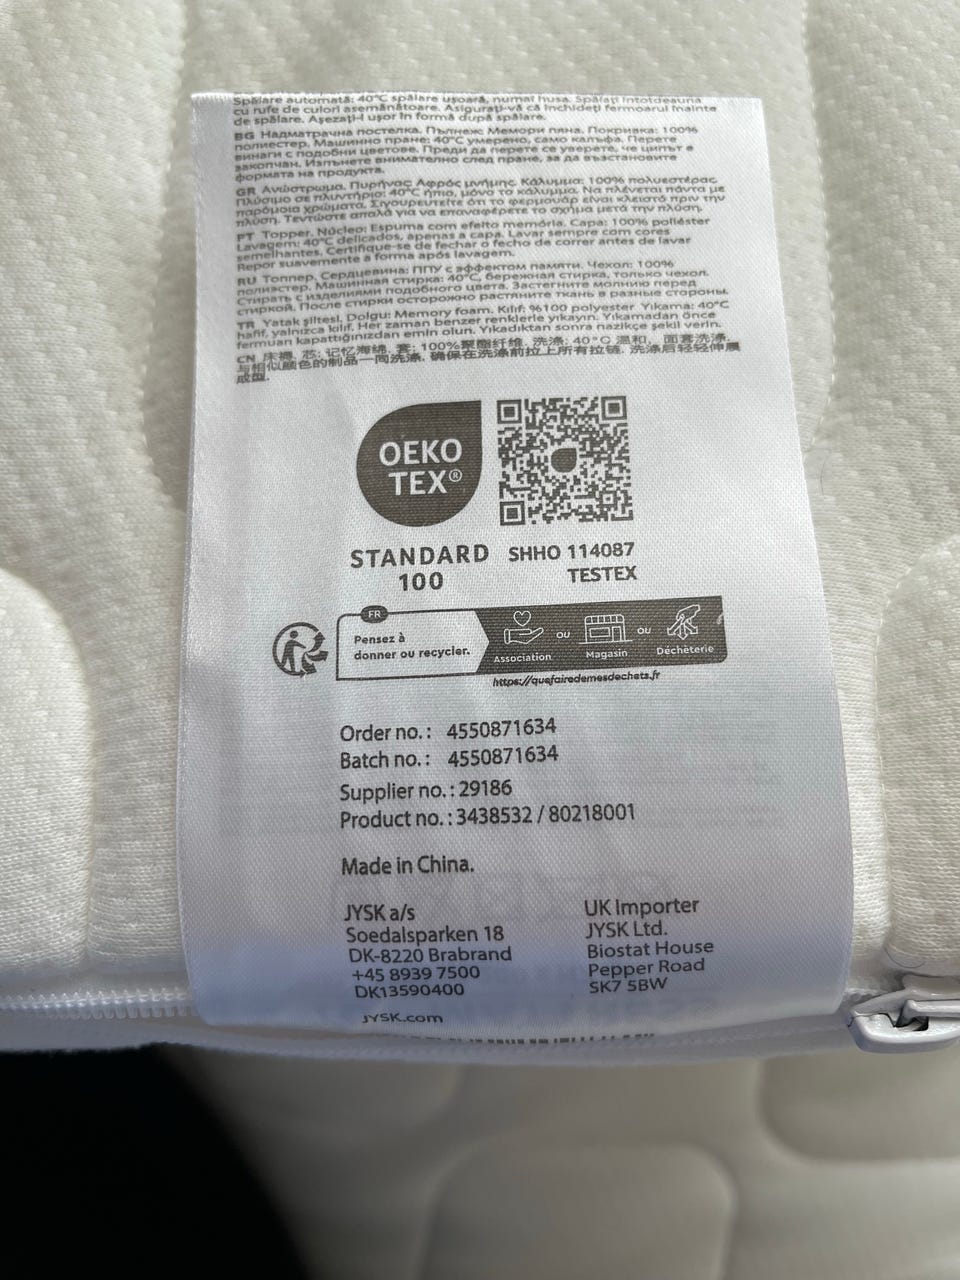 Spălare automată: 40°C spălare ușoară, numai husa. Spălați întotdeauna
cu rufe de culori asemănătoare. Asigurați-vă că închideți fermoarul înainte
de spălare. Așezați-l ușor în formă după spălare.
BG Надматрачна постелка. Пълнеж: Мемори пяна. Покривка: 100%
полиестер. Машинно пране: 40°C умерено, само калъфа. Перете
винаги с подобни цветове. Преди да перете се уверете, че ципът е
закопчан. Изпънете внимателно след пране, за да възстановите
формата на продукта.
GR Ανώστρωμα. Πυρήνας Αφρός μνήμης. Κάλυμμα: 100% πολυεστέρας.
Πλύσιμο σε πλυντήριο: 40°C ήπιο, μόνο το κάλυμμα. Να πλένεται πάντα με
παρόμοια χρώματα. Σιγουρευτείτε ότι το φερμουάρ είναι κλειστό πριν την
πλύση. Τεντώστε απαλά για να επαναφέρετε το σχήμα μετά την πλύση.
PT Topper. Núcleo: Espuma com efeito memória. Capa: 100% poliéster
Lavagem: 40°C delicados, apenas a capa. Lavar sempre com cores
semelhantes. Certifique-se de fechar o fecho da correr antes de lavar
Repor suavemente a forma após lavagem.
RU Топпер. Сердцевина: ППУ с эффектом памяти. Чехол: 100%
полиэстер. Машинная стирка: 40°C, бережная стирка, только чехол.
Стирать с изделиями подобного цвета. Застегните молнию перед
стиркой. После стирки осторожно растяните ткань в разные стороны.
TR Yatak şiltesi, Dolgu: Memory foam. Kılıf: %100 polyester. Yıkama: 40°C
hafif, yalnızca kılıf. Her zaman benzer renklerle yıkayın. Yıkamadan önce
fermuarı kapattığınızdan emin olun. Yıkadıktan sonra nazikçe şekil verin.
CN 床褥. 芯: 记忆海绵. 套: 100%聚酯纤维. 洗涤: 40°C 温和, 面套洗涤.
与相似颜色的制品一同洗涤. 确保在洗涤前拉上所有拉链. 洗涤后轻轻伸展
成型.
OEKO
TEX®
STANDARD
100
SHHO 114087
TESTEX
FR
Pensez à
donner ou recycler.
Association
OU
Magasin
OU
Déchèterie
https://quefairedemesdechets.fr
Order no.: 4550871634
Batch no.: 4550871634
Supplier no.: 29186
Product no.: 3438532 / 80218001
Made in China.
JYSK a/s
Soedalsparken 18
DK-8220 Brabrand
+45 8939 7500
DK13590400
JYSK.com
UK Importer
JYSK Ltd.
Biostat House
Pepper Road
SK7 5BW